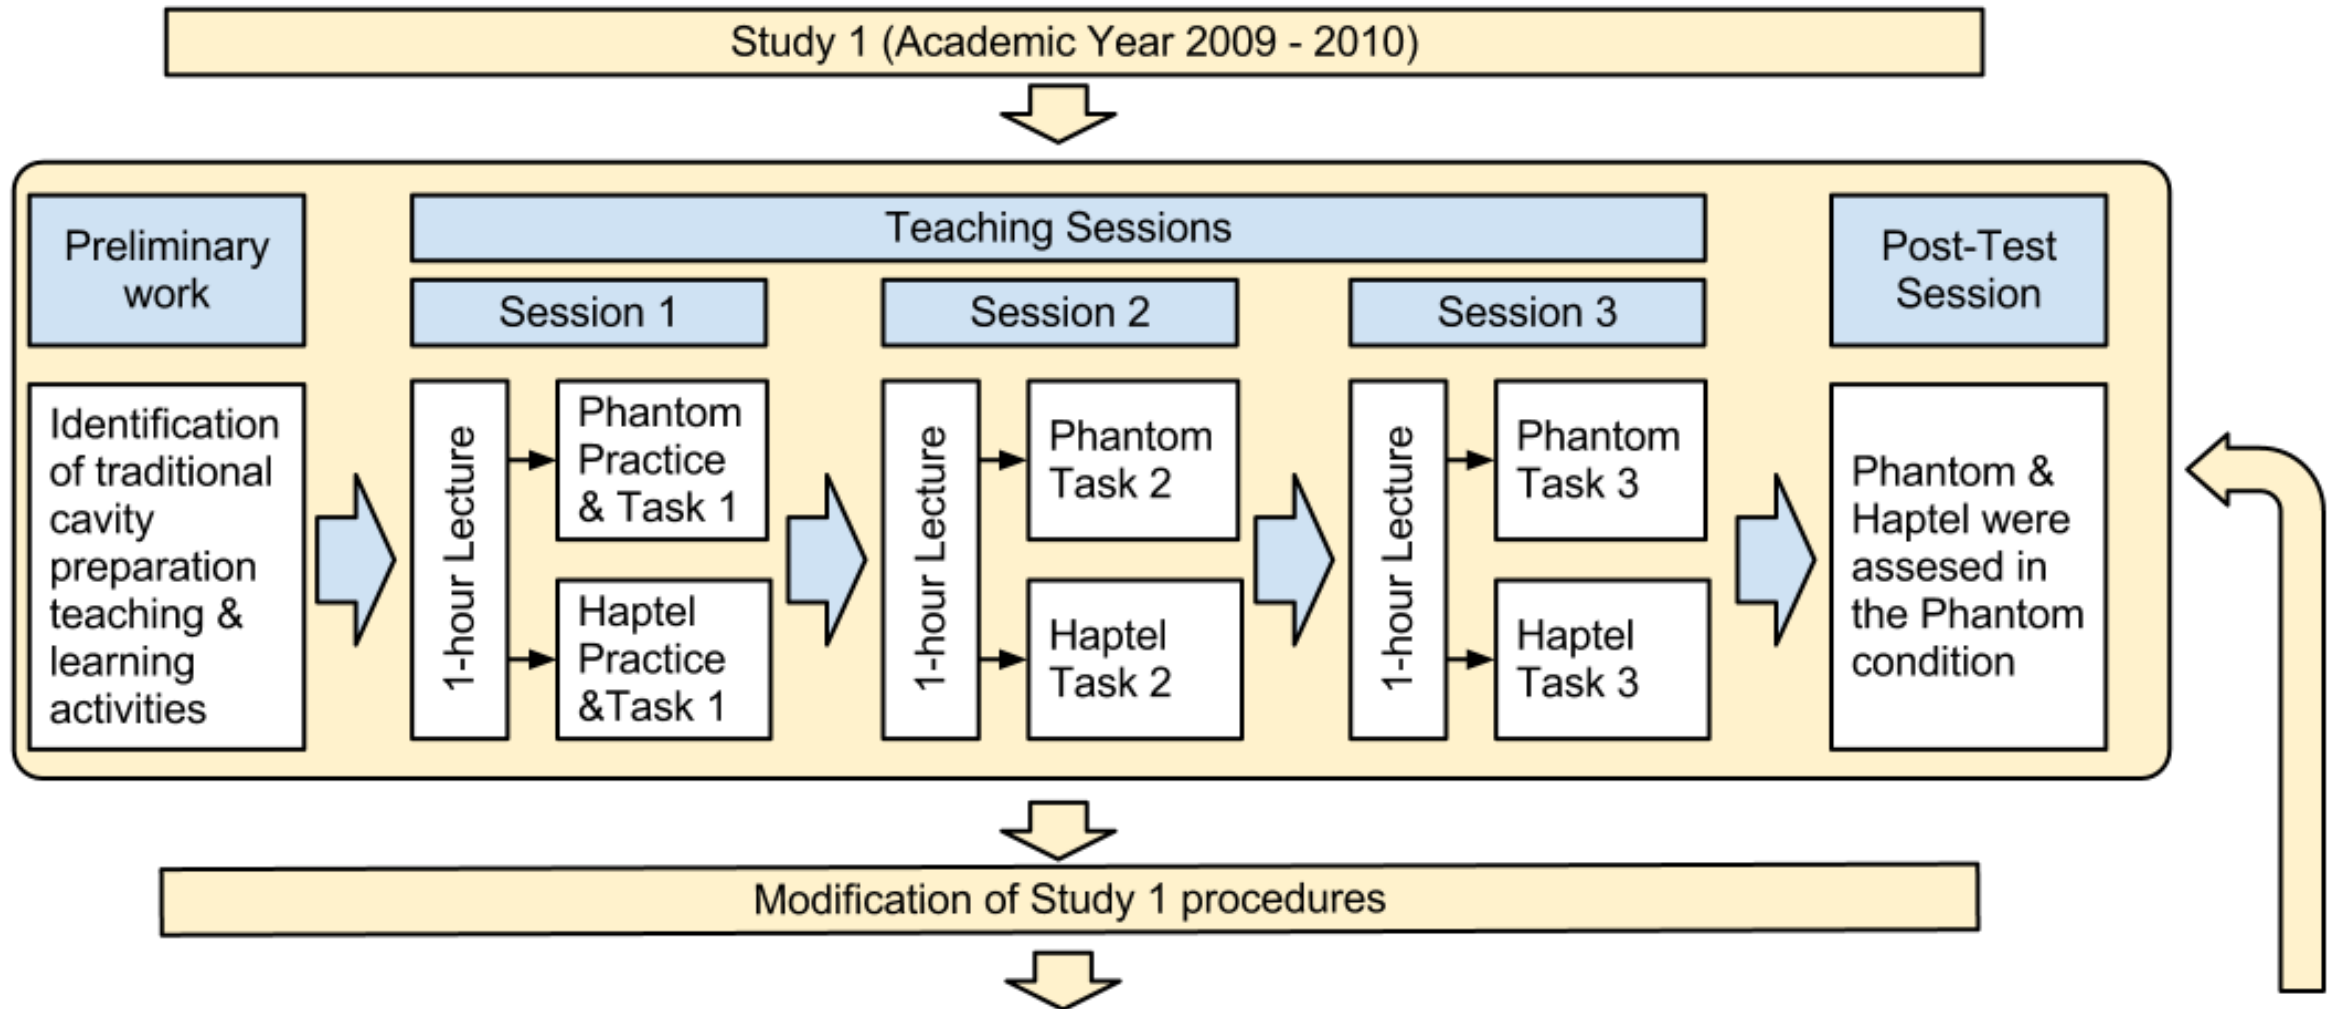 Study 1 (Academic Year 2009 - 2010)
Preliminary
work
Teaching Sessions
Post-Test
Session
Session 1
Session 2
Session 3
Identification
of traditional
cavity
preparation
teaching &
learning
activities
1-hour Lecture
Phantom
Practice
& Task 1
Haptel
Practice
&Task 1
1-hour Lecture
Phantom
Task 2
Haptel
Task 2
1-hour Lecture
Phantom
Task 3
Haptel
Task 3
Phantom &
Haptel were
assesed in
the Phantom
condition
Modification of Study 1 procedures